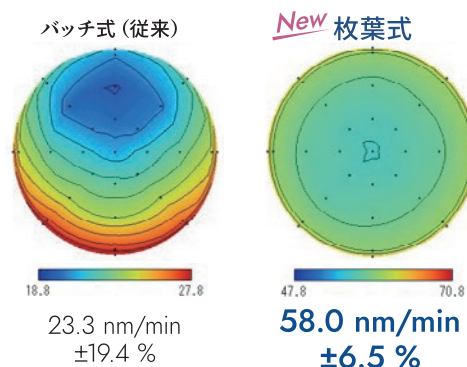 バッチ式 (従来)
New 枚葉式
18.8 27.8
47.8 70.8
23.3 nm/min
±19.4 %
58.0 nm/min
±6.5 %